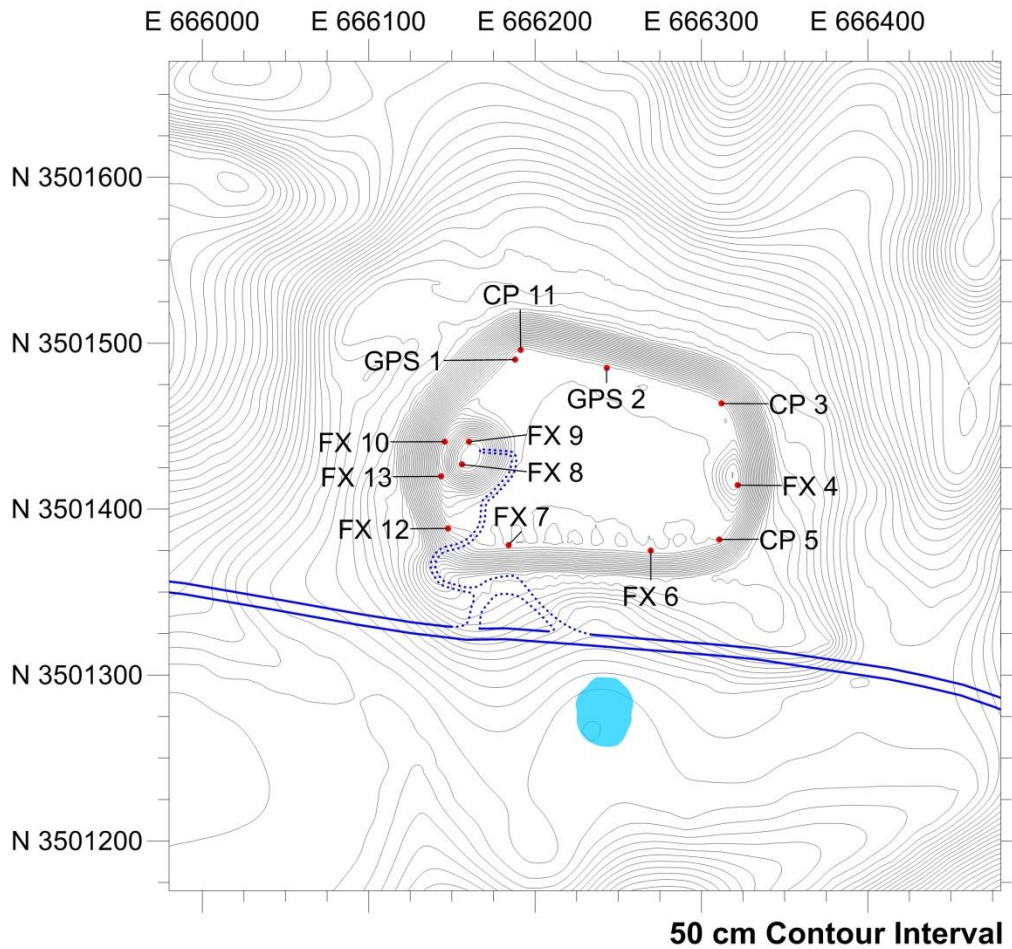 E 666000 E 666100 E 666200 E 666300 E 666400
N 3501600
CP 11
N 3501500
GPS 1
GPS 2
CP 3
FX 10
FX 9
FX 13
FX 8
FX 4
N 3501400
FX 12
FX 7
CP 5
FX 6
N 3501300
N 3501200
50 cm Contour Interval